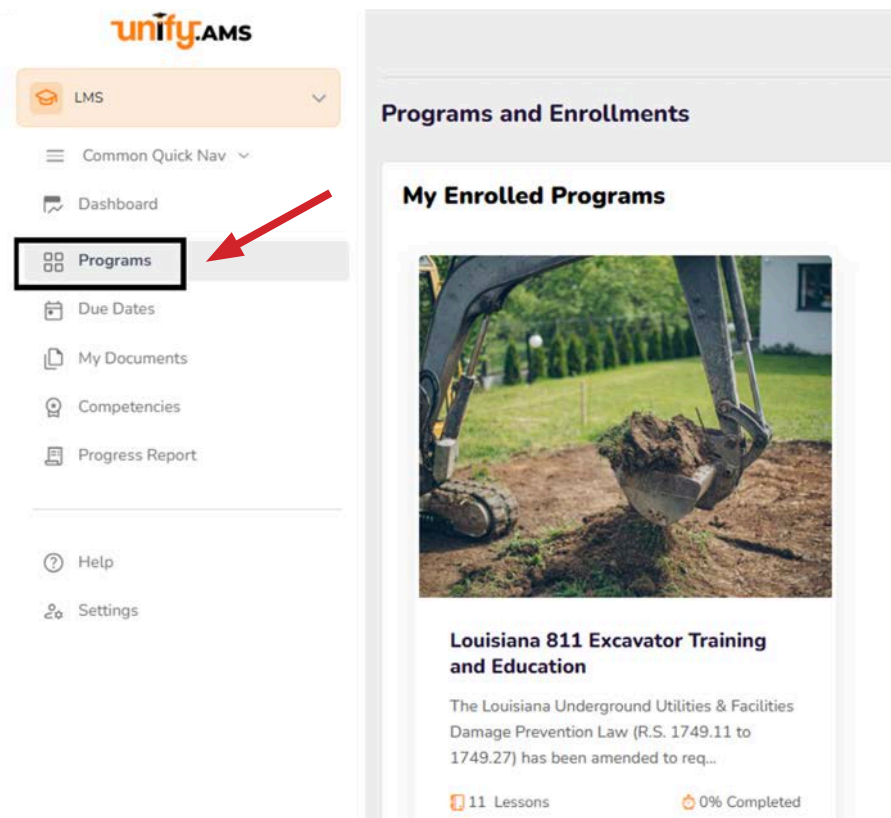 unify.AMS
LMS
Common Quick Nav
Dashboard
Programs
Due Dates
My Documents
Competencies
Progress Report
Help
Settings
Programs and Enrollments
My Enrolled Programs
Louisiana 811 Excavator Training
and Education
The Louisiana Underground Utilities & Facilities
Damage Prevention Law (R.S. 1749.11 to
1749.27) has been amended to req...
11 Lessons
0% Completed